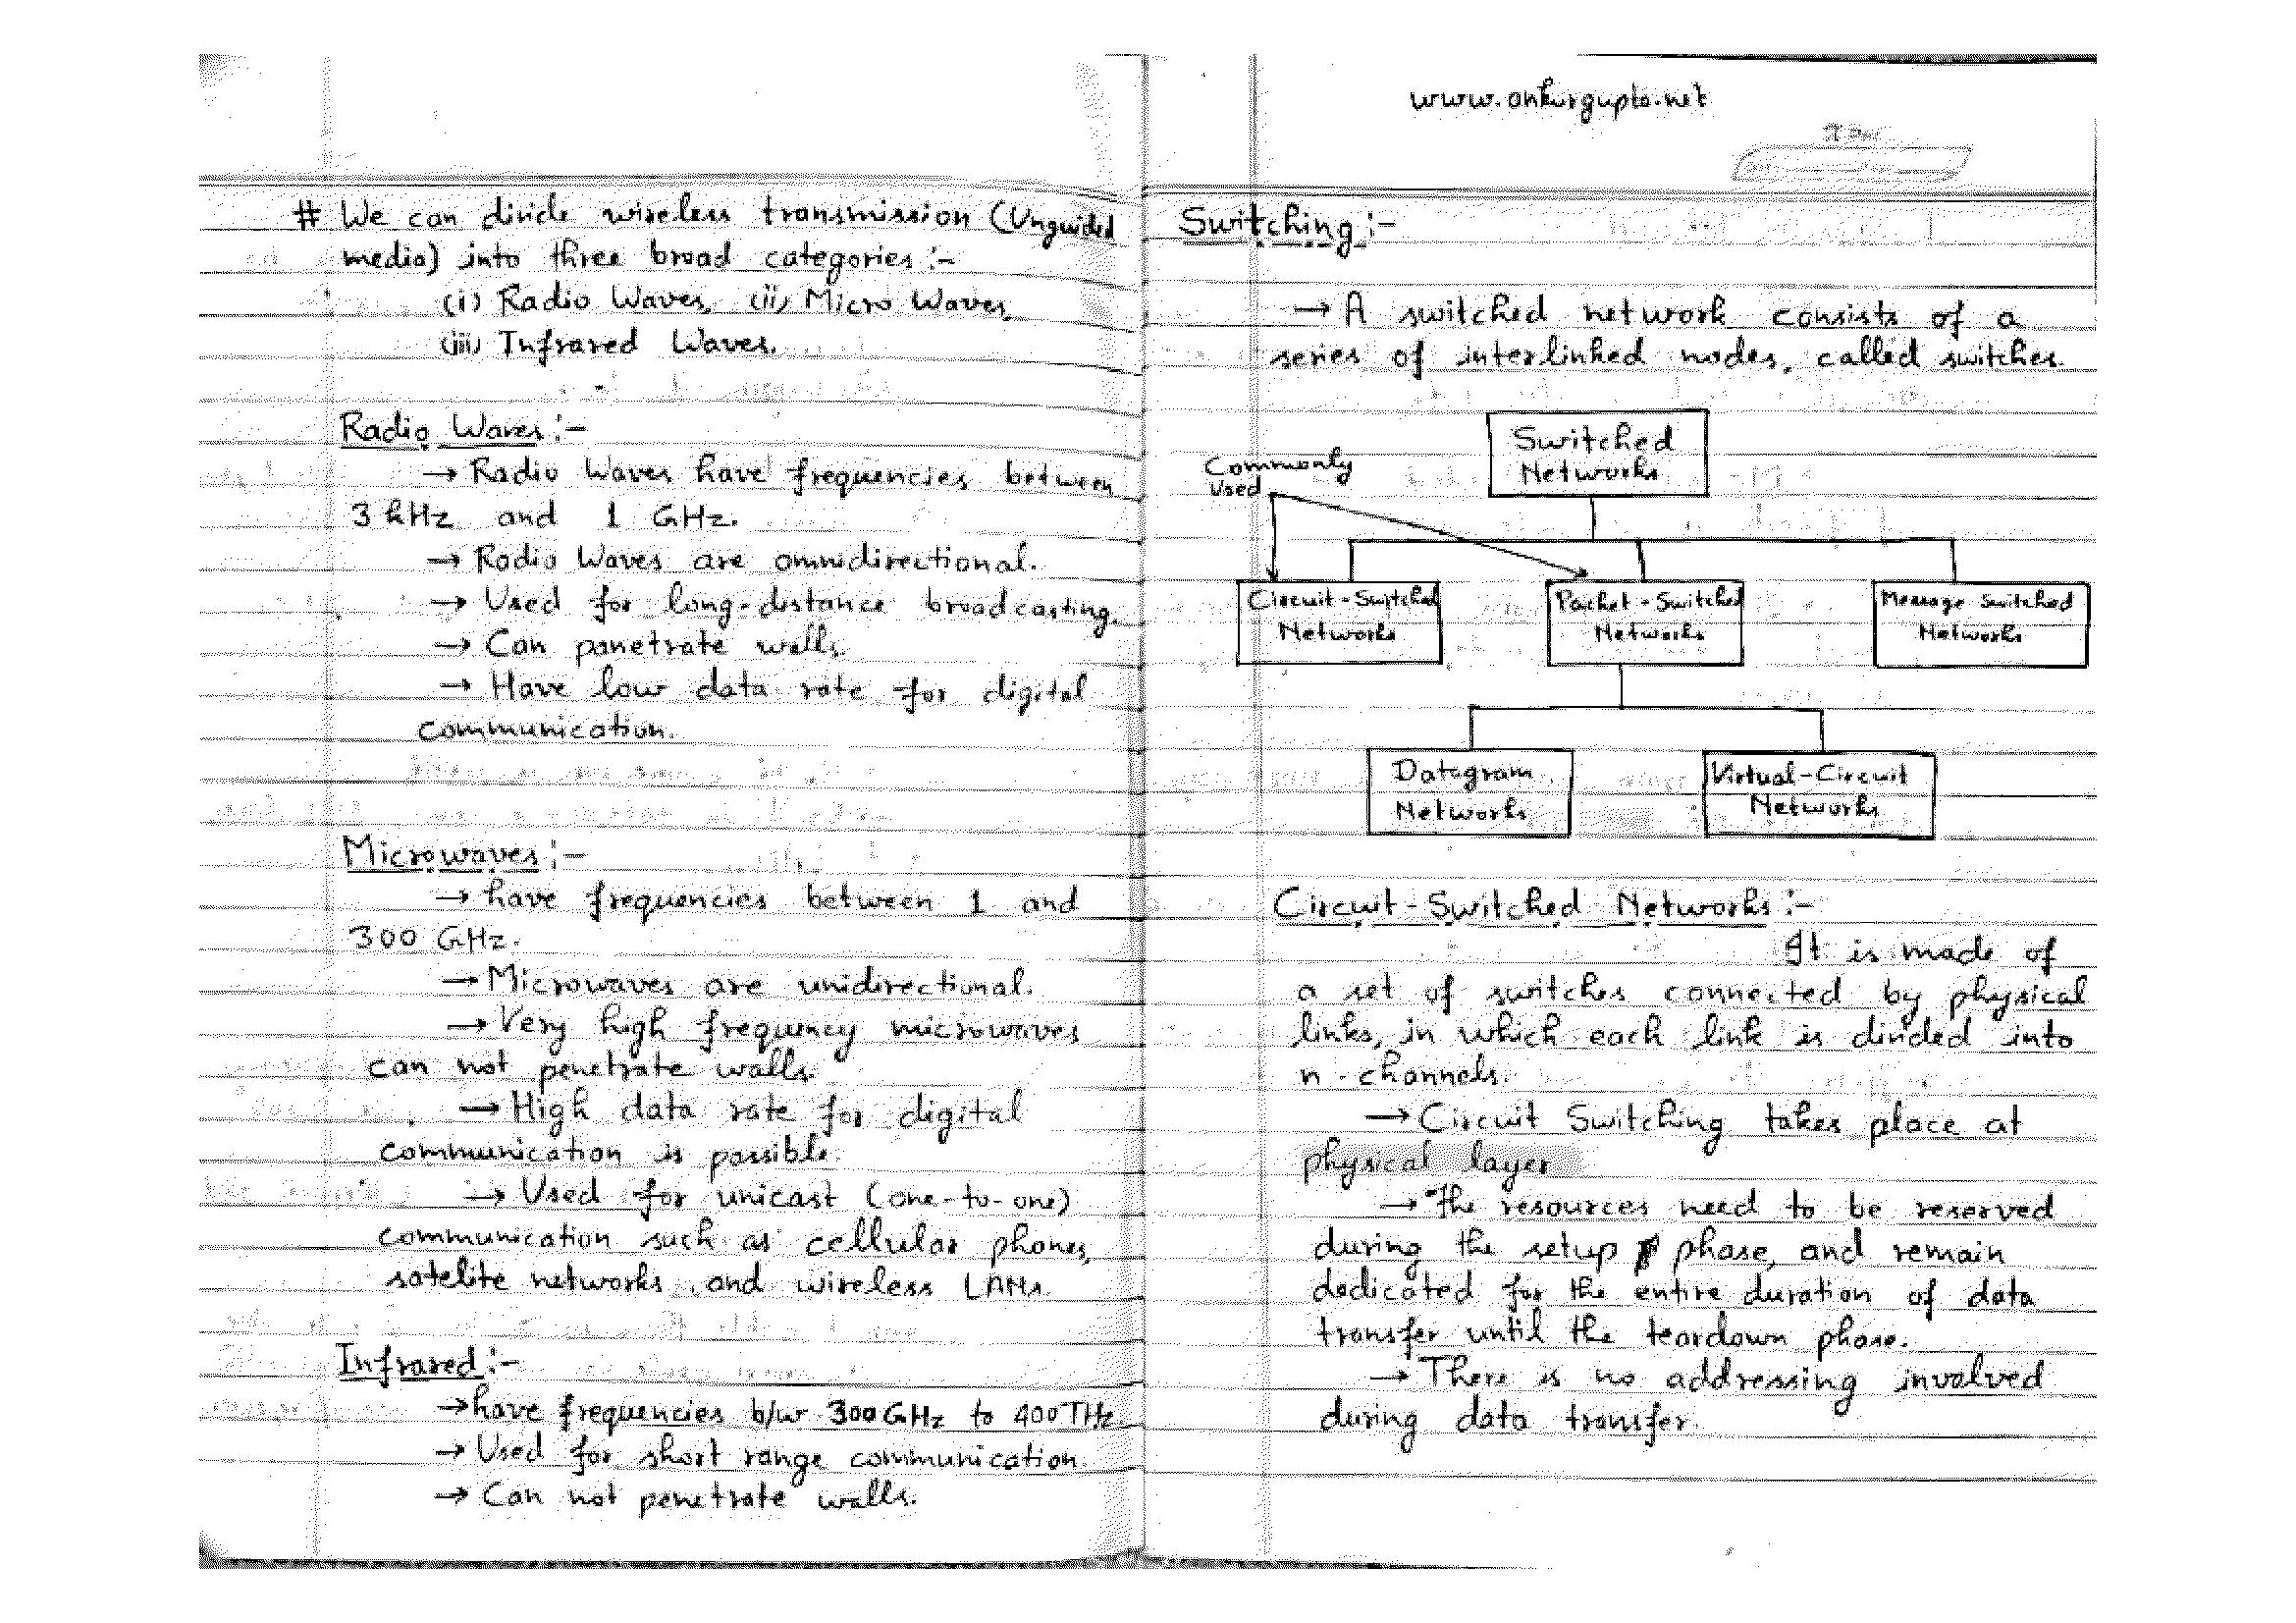 # We can divide wireless transmission (Unguided
media) into three broad categories :-
(i) Radio Waves, (ii) Micro Waves,
(iii) Infrared Waves.
Radio Waves :-
→ Radio Waves have frequencies between
3 kHz and 1 GHz.
→ Radio Waves are omnidirectional.
→ Used for long-distance broadcasting.
→ Can panetrate walls.
→ Have low data rate for digital
communication.
Microwaves :-
→ have frequencies between 1 and
300 GHz.
→ Microwaves are unidirectional.
→ Very high frequency microwaves
can not penetrate walls.
→ High data rate for digital
communication is possible.
→ Used for unicast (one-to-one)
communication such as cellular phones,
satelite networks, and wireless LANs.
Infrared :-
→ have frequencies b/w 300 GHz to 400 THz
→ Used for short range communication.
→ Can not penetrate walls.
www.ankurgupta.net
Switching :-
→ A switched network consists of a
series of interlinked nodes, called switches.
Switched
Networks
Commonly
Used
Circuit-Switched
Networks
Packet-Switched
Networks
Message Switched
Networks
Datagram
Networks
Virtual-Circuit
Networks
Circuit-Switched Networks :-
It is made of
a set of switches connected by physical
links, in which each link is divided into
n-channels.
→ Circuit Switching takes place at
physical layer
→ The resources need to be reserved
during the setup phase, and remain
dedicated for the entire duration of data
transfer until the teardown phase.
→ There is no addressing involved
during data transfer.